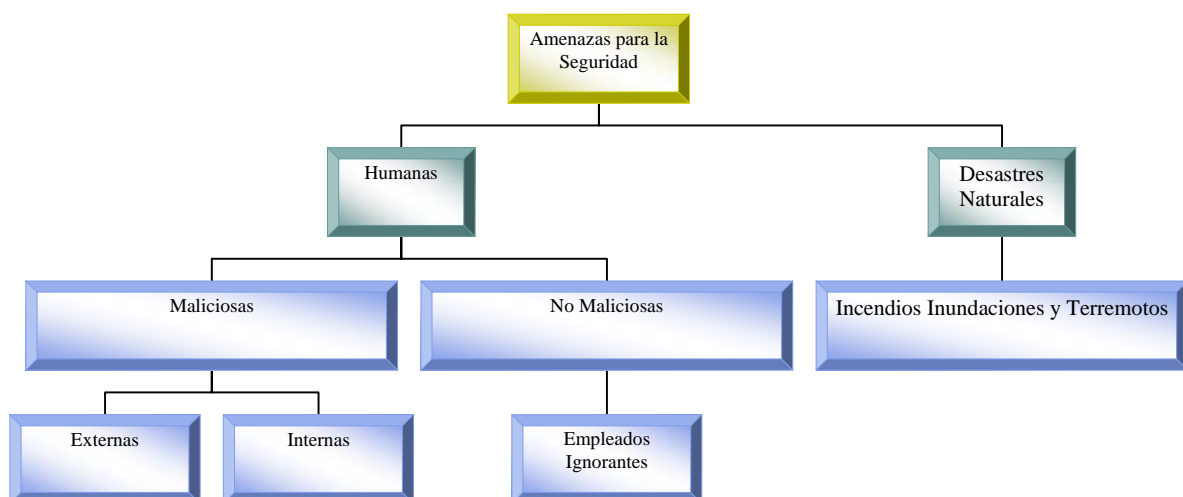 Amenazas para la
Seguridad
Humanas
Desastres
Naturales
Maliciosas
No Maliciosas
Incendios Inundaciones y Terremotos
Externas
Internas
Empleados
Ignorantes